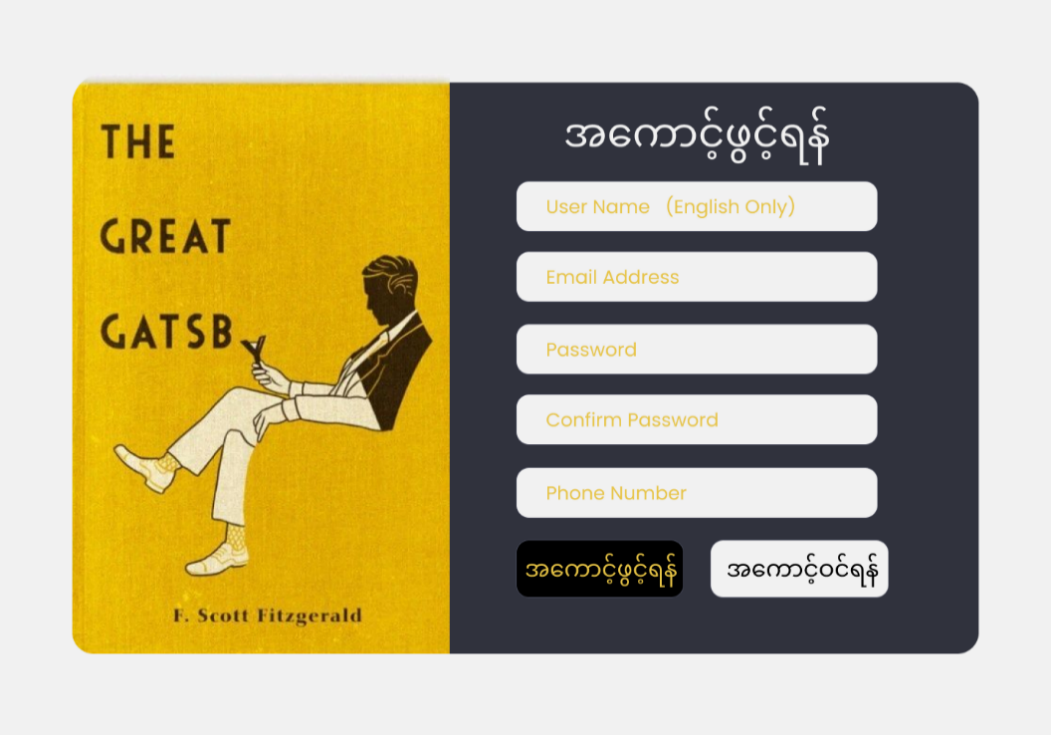 THE
GREAT
GATSB
F. Scott Fitzgerald
အကောင့်ဖွင့်ရန်
User Name (English Only)
Email Address
Password
Confirm Password
Phone Number
အကောင့်ဖွင့်ရန်
အကောင့်ဝင်ရန်